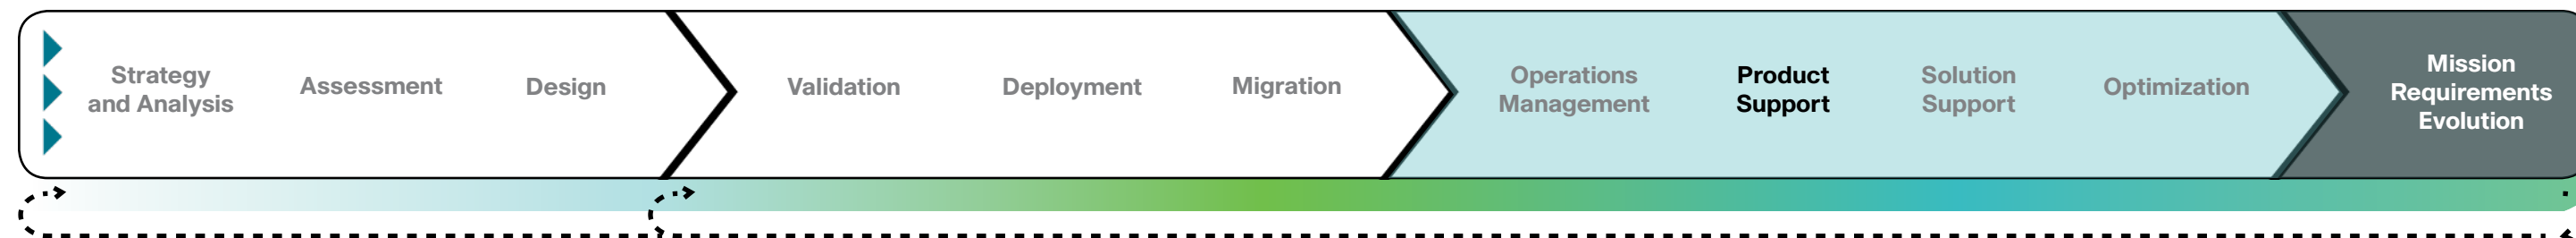 Strategy
and Analysis
Assessment
Design
Validation
Deployment
Migration
Operations
Management
Product
Support
Solution
Support
Optimization
Mission
Requirements
Evolution